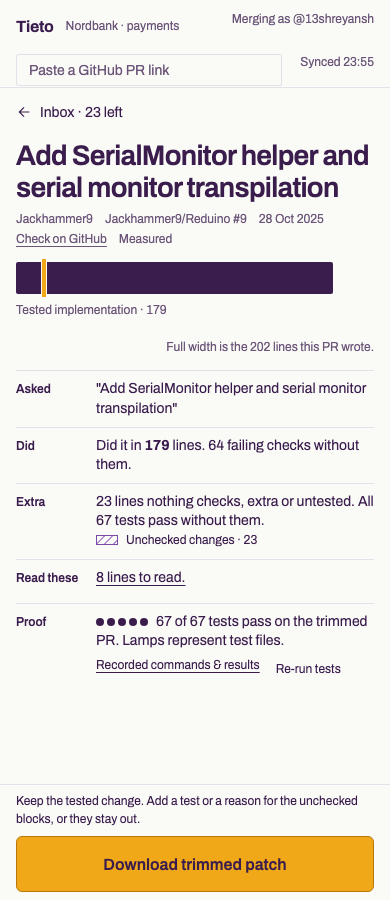 Tieto Nordbank · payments Merging as @13shreyansh
Paste a GitHub PR link Synced 23:55
← Inbox · 23 left
Add SerialMonitor helper and
serial monitor transpilation
Jackhammer9 Jackhammer9/Reduino #9 28 Oct 2025
Check on GitHub Measured
Tested implementation · 179
Full width is the 202 lines this PR wrote.
Asked "Add SerialMonitor helper and serial monitor
transpilation"
Did Did it in 179 lines. 64 failing checks without
them.
Extra 23 lines nothing checks, extra or untested. All
67 tests pass without them.
Unchecked changes · 23
Read these 8 lines to read.
Proof 67 of 67 tests pass on the trimmed
PR. Lamps represent test files.
Recorded commands & results Re-run tests
Keep the tested change. Add a test or a reason for the unchecked
blocks, or they stay out.
Download trimmed patch